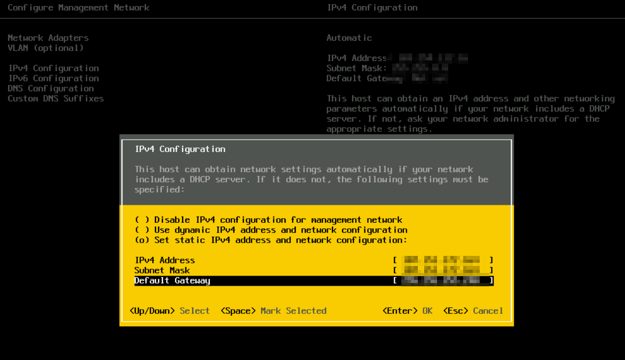 Configure Management Network
IPv4 Configuration
Network Adapters
VLAN (optional)
IPv4 Configuration
IPv6 Configuration
DNS Configuration
Custom DNS Suffixes
Automatic
IPv4 Address
Subnet Mask:
Default Gateway
This host can obtain an IPv4 address and other networking
parameters automatically if your network includes a DHCP
server. If not, ask your network administrator for the
appropriate settings.
IPv4 Configuration
This host can obtain network settings automatically if your network
includes a DHCP server. If it does not, the following settings must be
specified:
( ) Disable IPv4 configuration for management network
( ) Use dynamic IPv4 address and network configuration
(o) Set static IPv4 address and network configuration:
IPv4 Address [ ]
Subnet Mask [ ]
Default Gateway [ ]
<Up/Down> Select <Space> Mark Selected <Enter> OK <Esc> Cancel